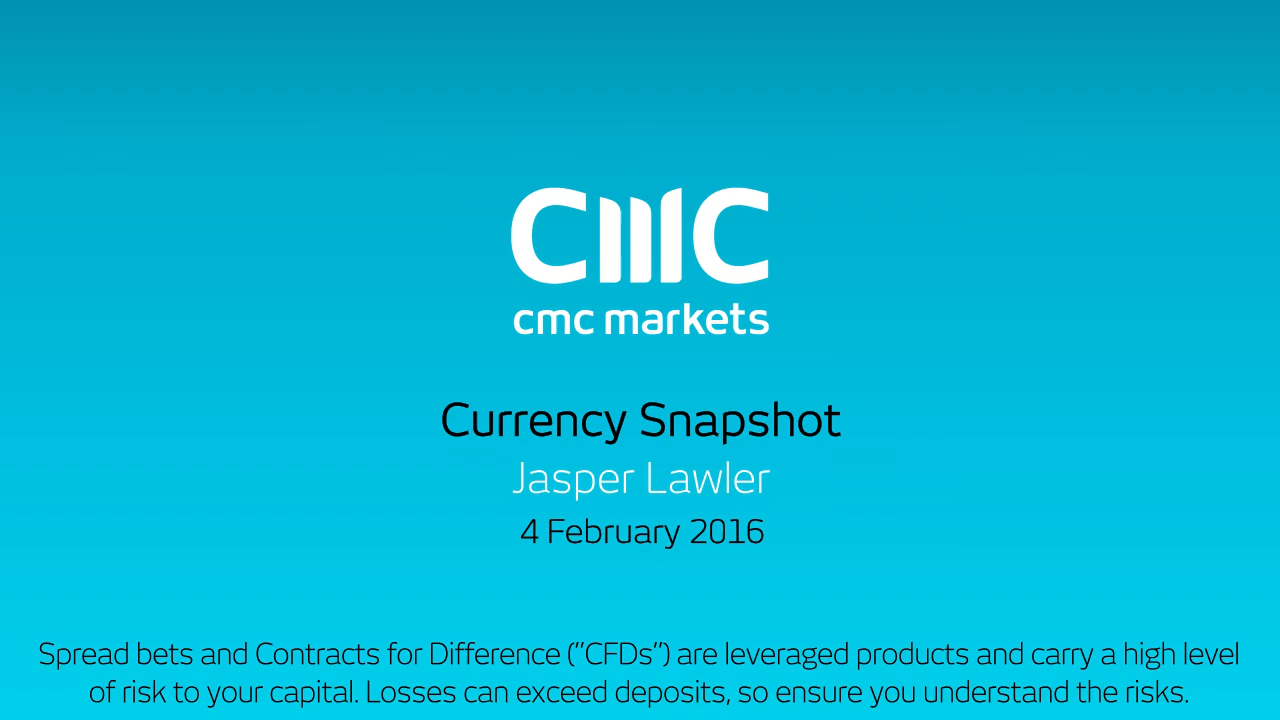 CMC
cmc markets
Currency Snapshot
Jasper Lawler
4 February 2016
Spread bets and Contracts for Difference (“CFDs”) are leveraged products and carry a high level
of risk to your capital. Losses can exceed deposits, so ensure you understand the risks.